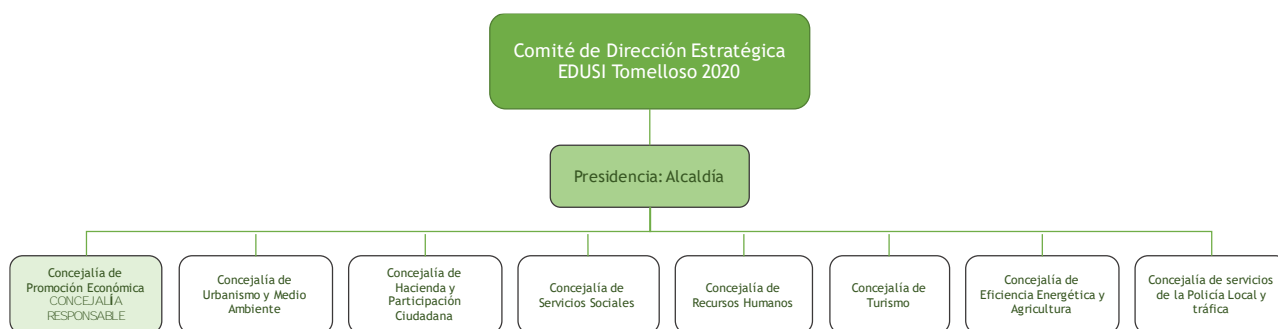 Comité de Dirección Estratégica
EDUSI Tomelloso 2020
Presidencia: Alcaldía
Concejalía de
Promoción Económica
CONCEJALÍA
RESPONSABLE
Concejalía de
Urbanismo y Medio
Ambiente
Concejalía de
Hacienda y
Participación
Ciudadana
Concejalía de
Servicios Sociales
Concejalía de
Recursos Humanos
Concejalía de
Turismo
Concejalía de
Eficiencia Energética y
Agricultura
Concejalía de servicios
de la Policía Local y
tráfica